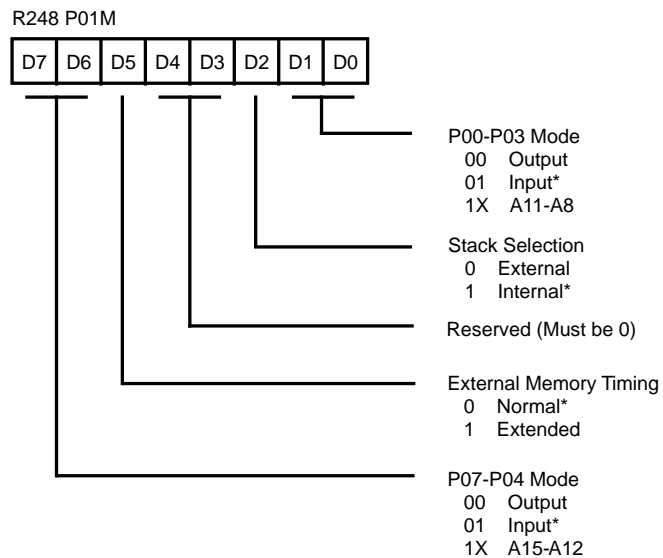 R248 P01M
D7 D6 D5 D4 D3 D2 D1 D0
P00-P03 Mode
00 Output
01 Input*
1X A11-A8
Stack Selection
0 External
1 Internal*
Reserved (Must be 0)
External Memory Timing
0 Normal*
1 Extended
P07-P04 Mode
00 Output
01 Input*
1X A15-A12